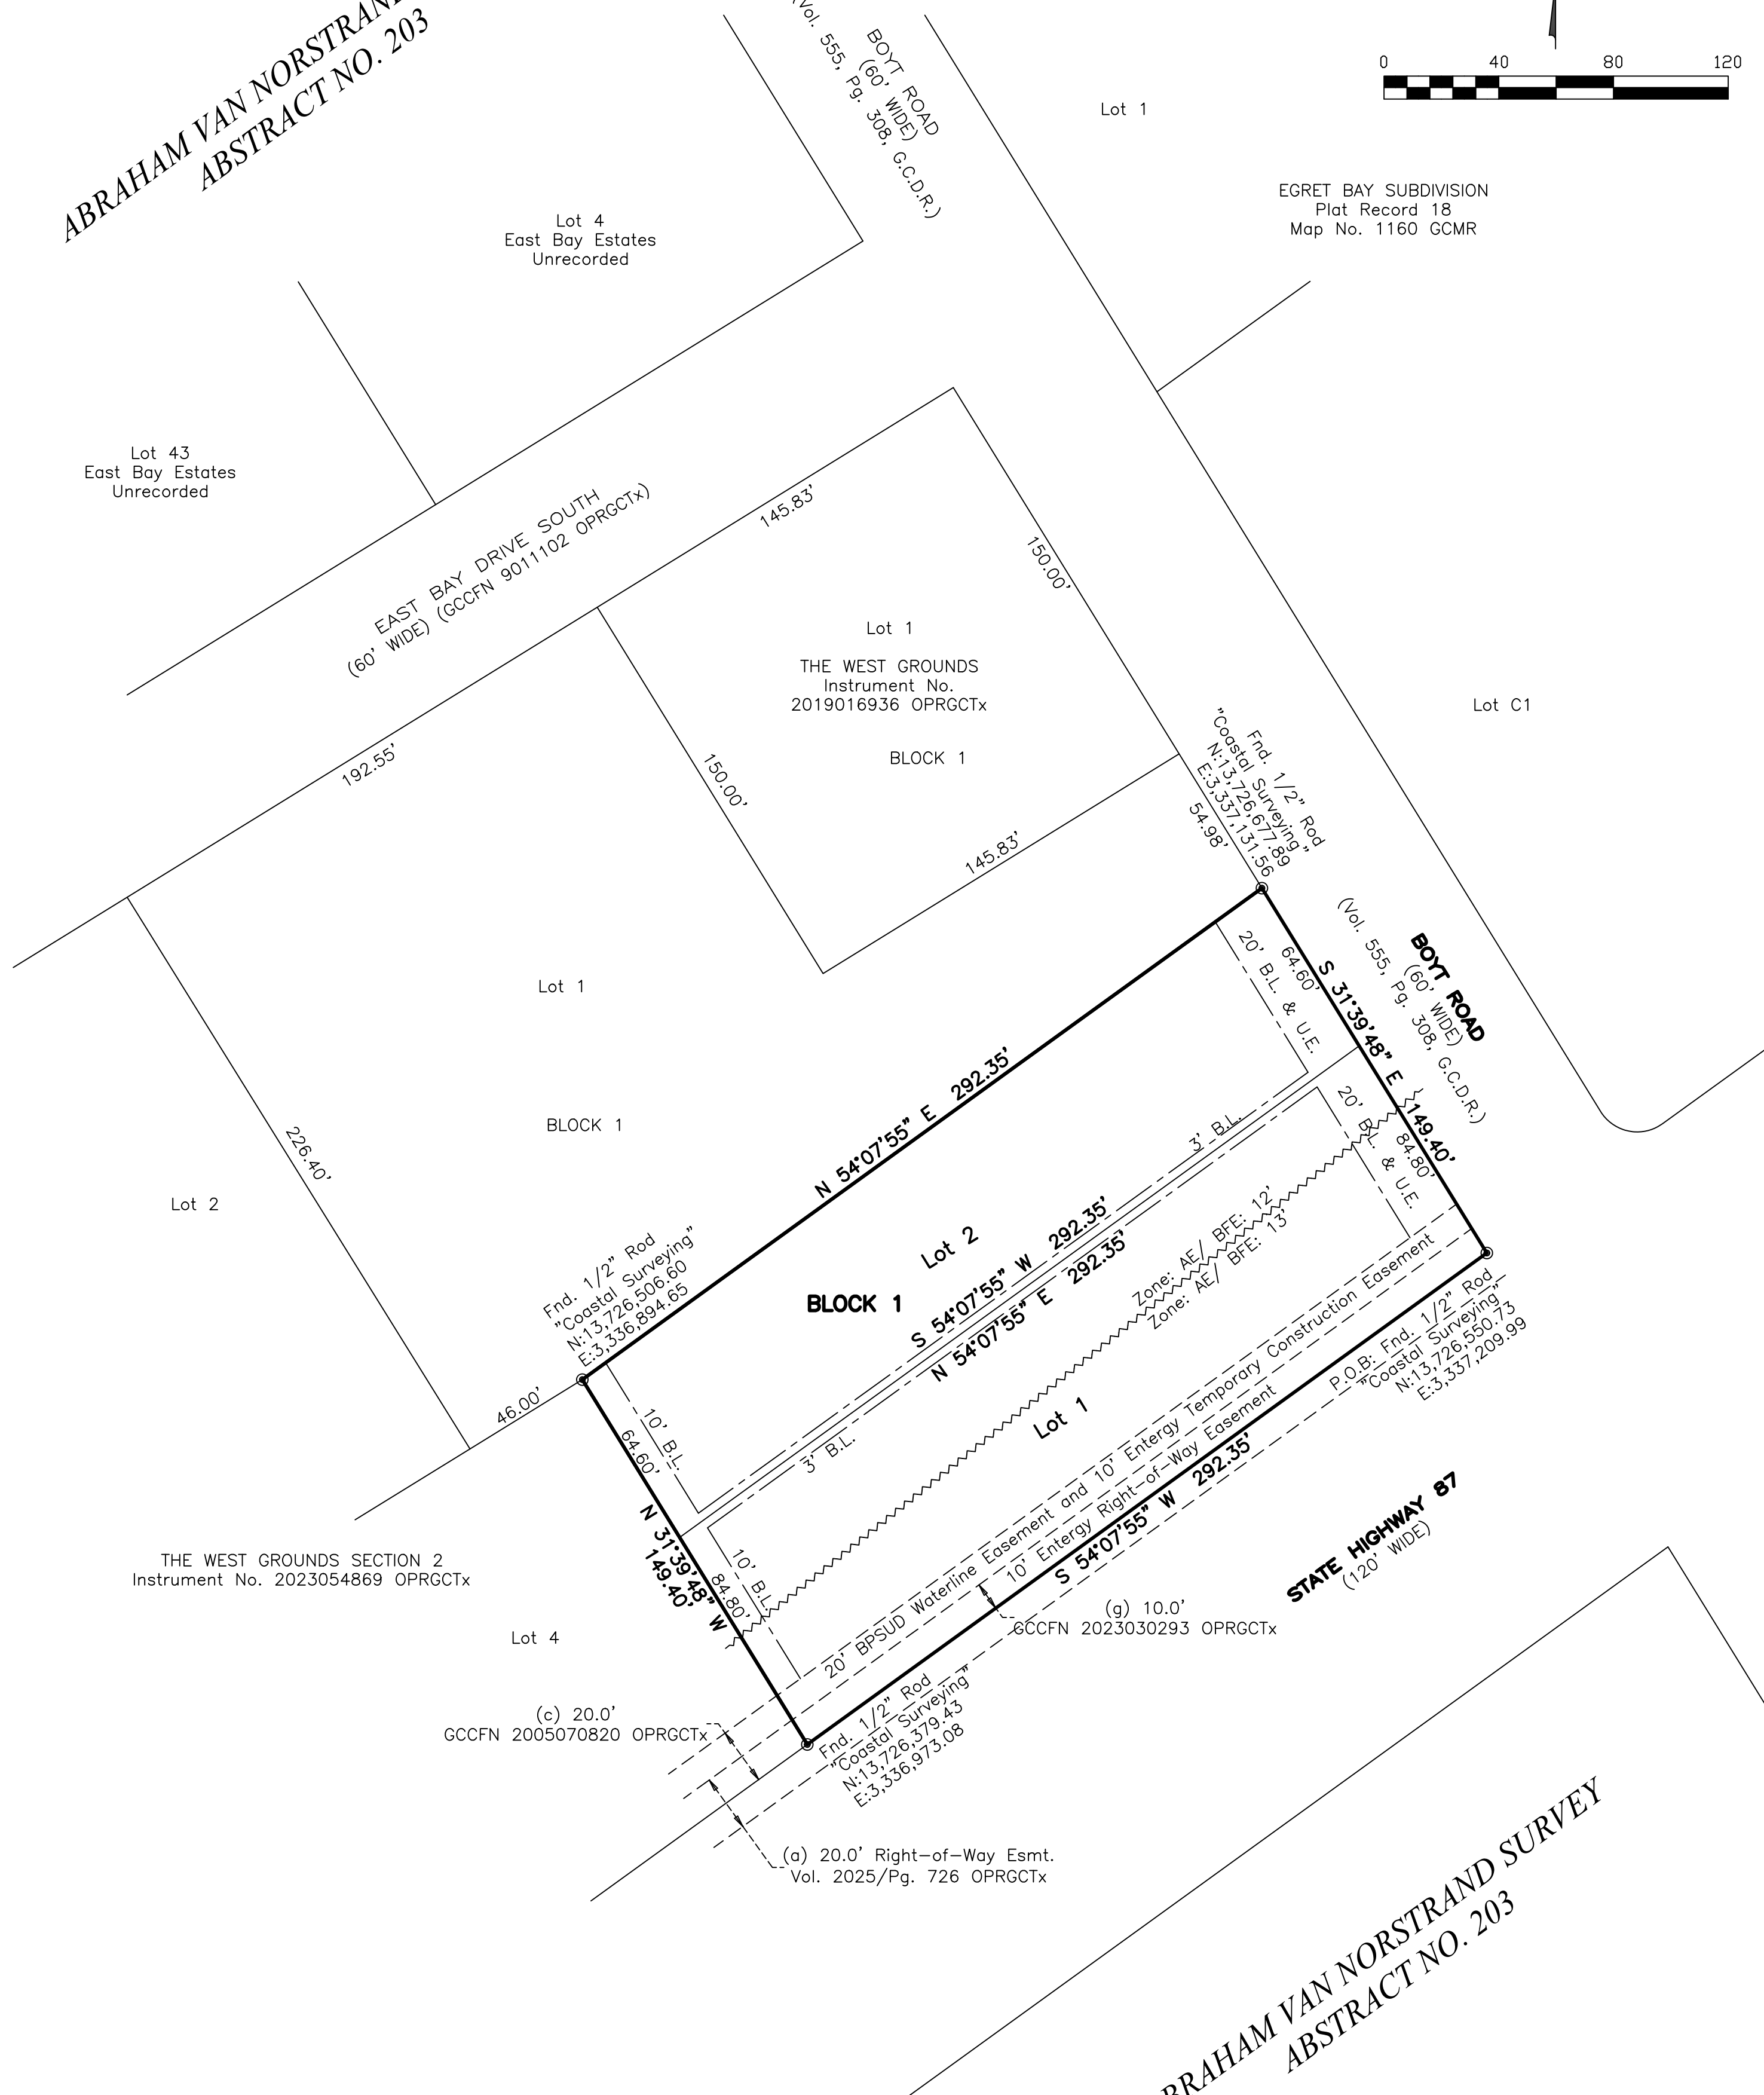 ABRAHAM VAN NORSTRAND
ABSTRACT NO. 203
BOYT ROAD
(60' WIDE)
(Vol. 555, Pg. 308, G.C.D.R.)
0 40 80 120
Lot 1
EGRET BAY SUBDIVISION
Plat Record 18
Map No. 1160 GCMR
Lot 4
East Bay Estates
Unrecorded
Lot 43
East Bay Estates
Unrecorded
EAST BAY DRIVE SOUTH
(60' WIDE) (GCCFN 9011102 OPRGCTx)
145.83'
150.00'
Lot 1
THE WEST GROUNDS
Instrument No.
2019016936 OPRGCTx
BLOCK 1
150.00'
145.83'
192.55'
Lot C1
Fnd. 1/2" Rod
"Coastal Surveying"
N:13,726,677.89
E:3,337,131.56
54.98'
BOYT ROAD
(60' WIDE)
(Vol. 555, Pg. 308, G.C.D.R.)
20' B.L. & U.E.
64.60'
S 31°39'48" E 149.40'
20' B.L. & U.E.
84.80'
Lot 1
BLOCK 1
226.40'
Lot 2
N 54°07'55" E 292.35'
3' B.L.
Lot 2
BLOCK 1
S 54°07'55" W 292.35'
N 54°07'55" E 292.35'
3' B.L.
Zone: AE/ BFE: 12'
Zone: AE/ BFE: 13'
Fnd. 1/2" Rod
"Coastal Surveying"
N:13,726,506.60
E:3,336,894.65
46.00'
10' B.L.
64.60'
N 31°39'48" W
149.40'
10' B.L.
84.80'
Lot 1
20' BPSUD Waterline Easement and 10' Entergy Temporary Construction Easement
10' Entergy Right-of-Way Easement
S 54°07'55" W 292.35'
P.O.B: Fnd. 1/2" Rod
"Coastal Surveying"
N:13,726,550.73
E:3,337,209.99
STATE HIGHWAY 87
(120' WIDE)
THE WEST GROUNDS SECTION 2
Instrument No. 2023054869 OPRGCTx
Lot 4
(g) 10.0'
GCCFN 2023030293 OPRGCTx
(c) 20.0'
GCCFN 2005070820 OPRGCTx
Fnd. 1/2" Rod
"Coastal Surveying"
N:13,726,379.43
E:3,336,973.08
(a) 20.0' Right-of-Way Esmt.
Vol. 2025/Pg. 726 OPRGCTx
BRAHAM VAN NORSTRAND SURVEY
ABSTRACT NO. 203